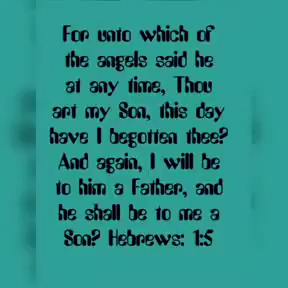 For unto which of
the angels said he
at any time, Thou
art my Son, this day
have I begotten thee?
And again, I will be
to him a Father, and
he shall be to me a
Son? Hebrews: 1:5